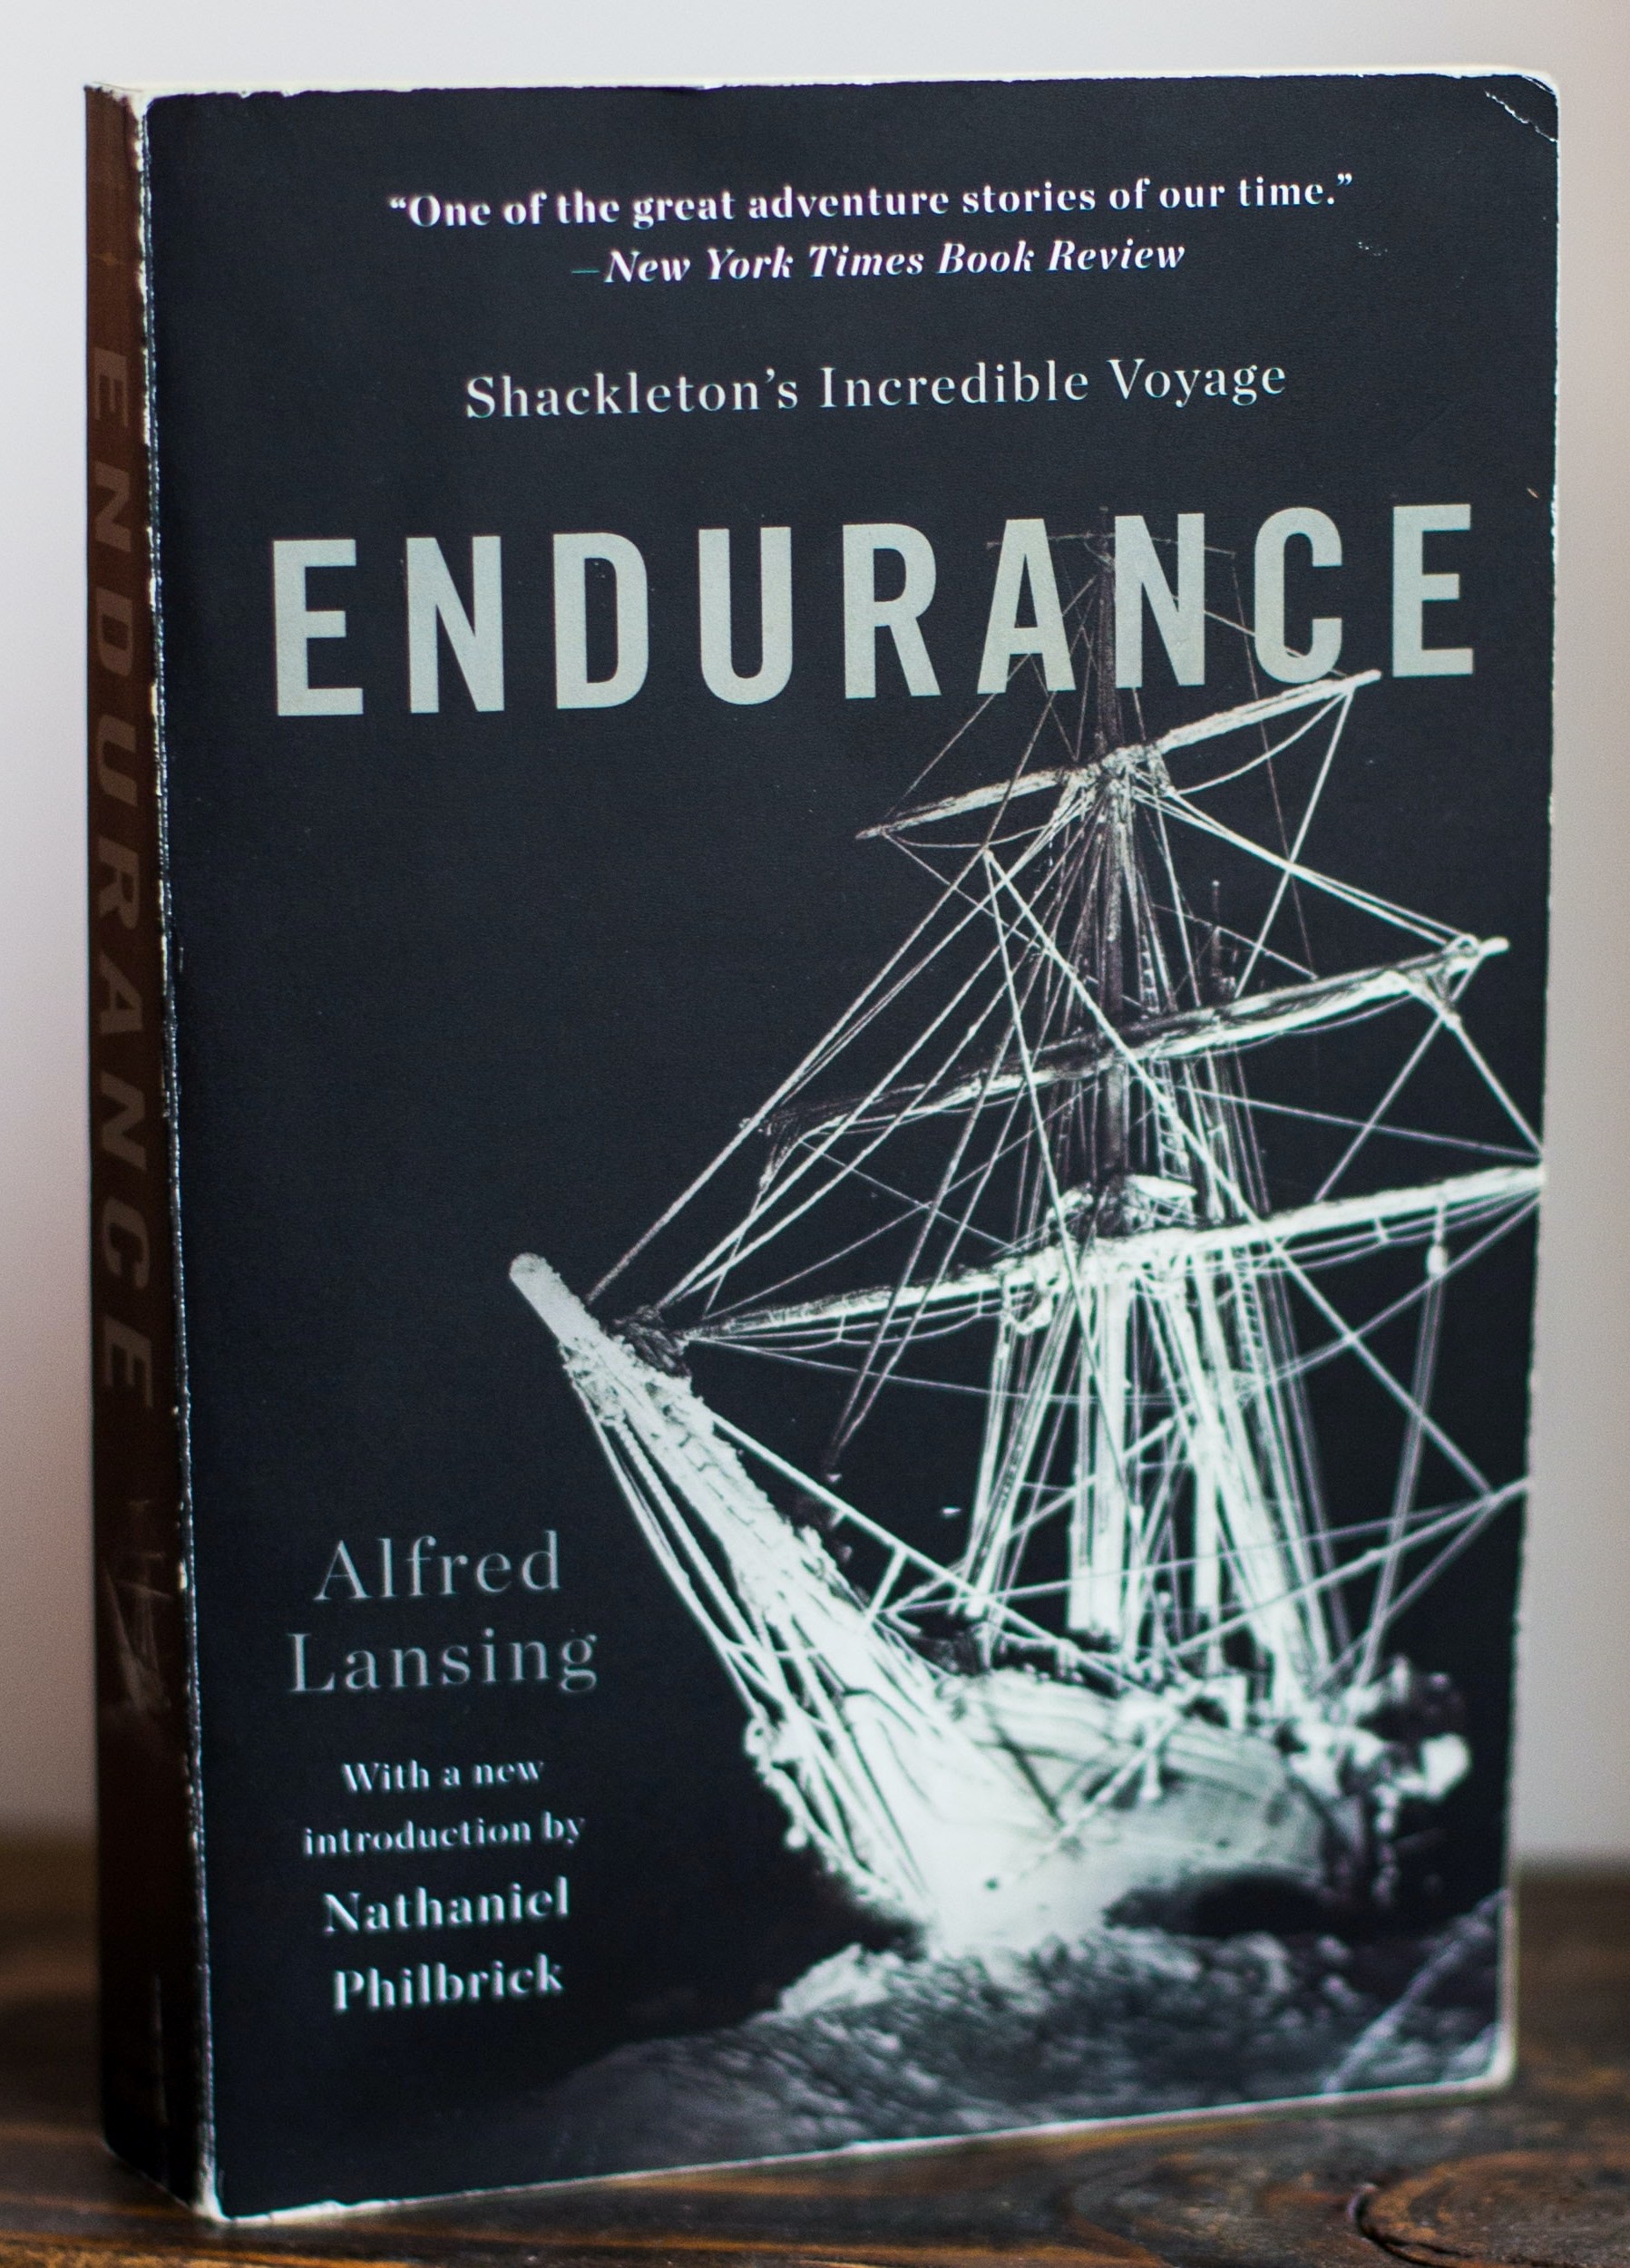 “One of the great adventure stories of our time.”
—New York Times Book Review
Shackleton’s Incredible Voyage
ENDURANCE
Alfred
Lansing
With a new
introduction by
Nathaniel
Philbrick
ENDURANCE